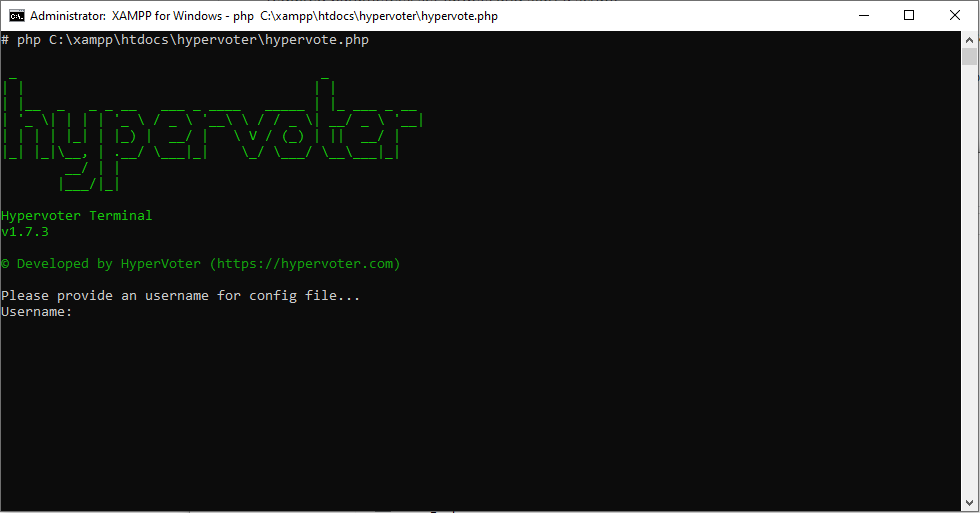 Administrator: XAMPP for Windows - php C:\xampp\htdocs\hypervoter\hypervote.php
# php C:\xampp\htdocs\hypervoter\hypervote.php
hypervoter
Hypervoter Terminal
v1.7.3
© Developed by HyperVoter (https://hypervoter.com)
Please provide an username for config file...
Username: